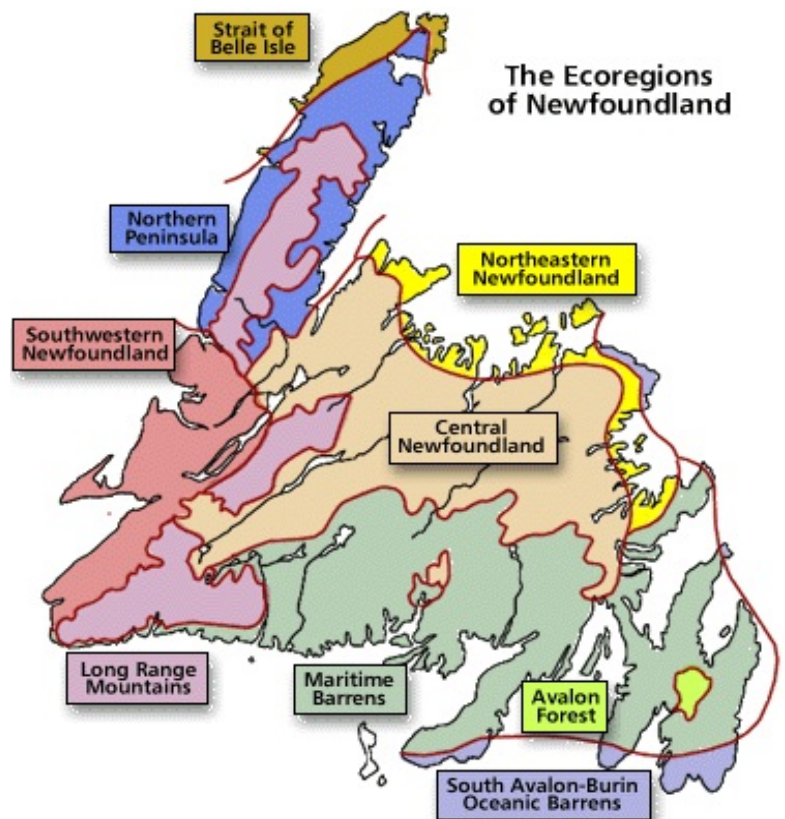 Strait of
Belle Isle
The Ecoregions
of Newfoundland
Northern
Peninsula
Northeastern
Newfoundland
Southwestern
Newfoundland
Central
Newfoundland
Long Range
Mountains
Maritime
Barrens
Avalon
Forest
South Avalon-Burin
Oceanic Barrens